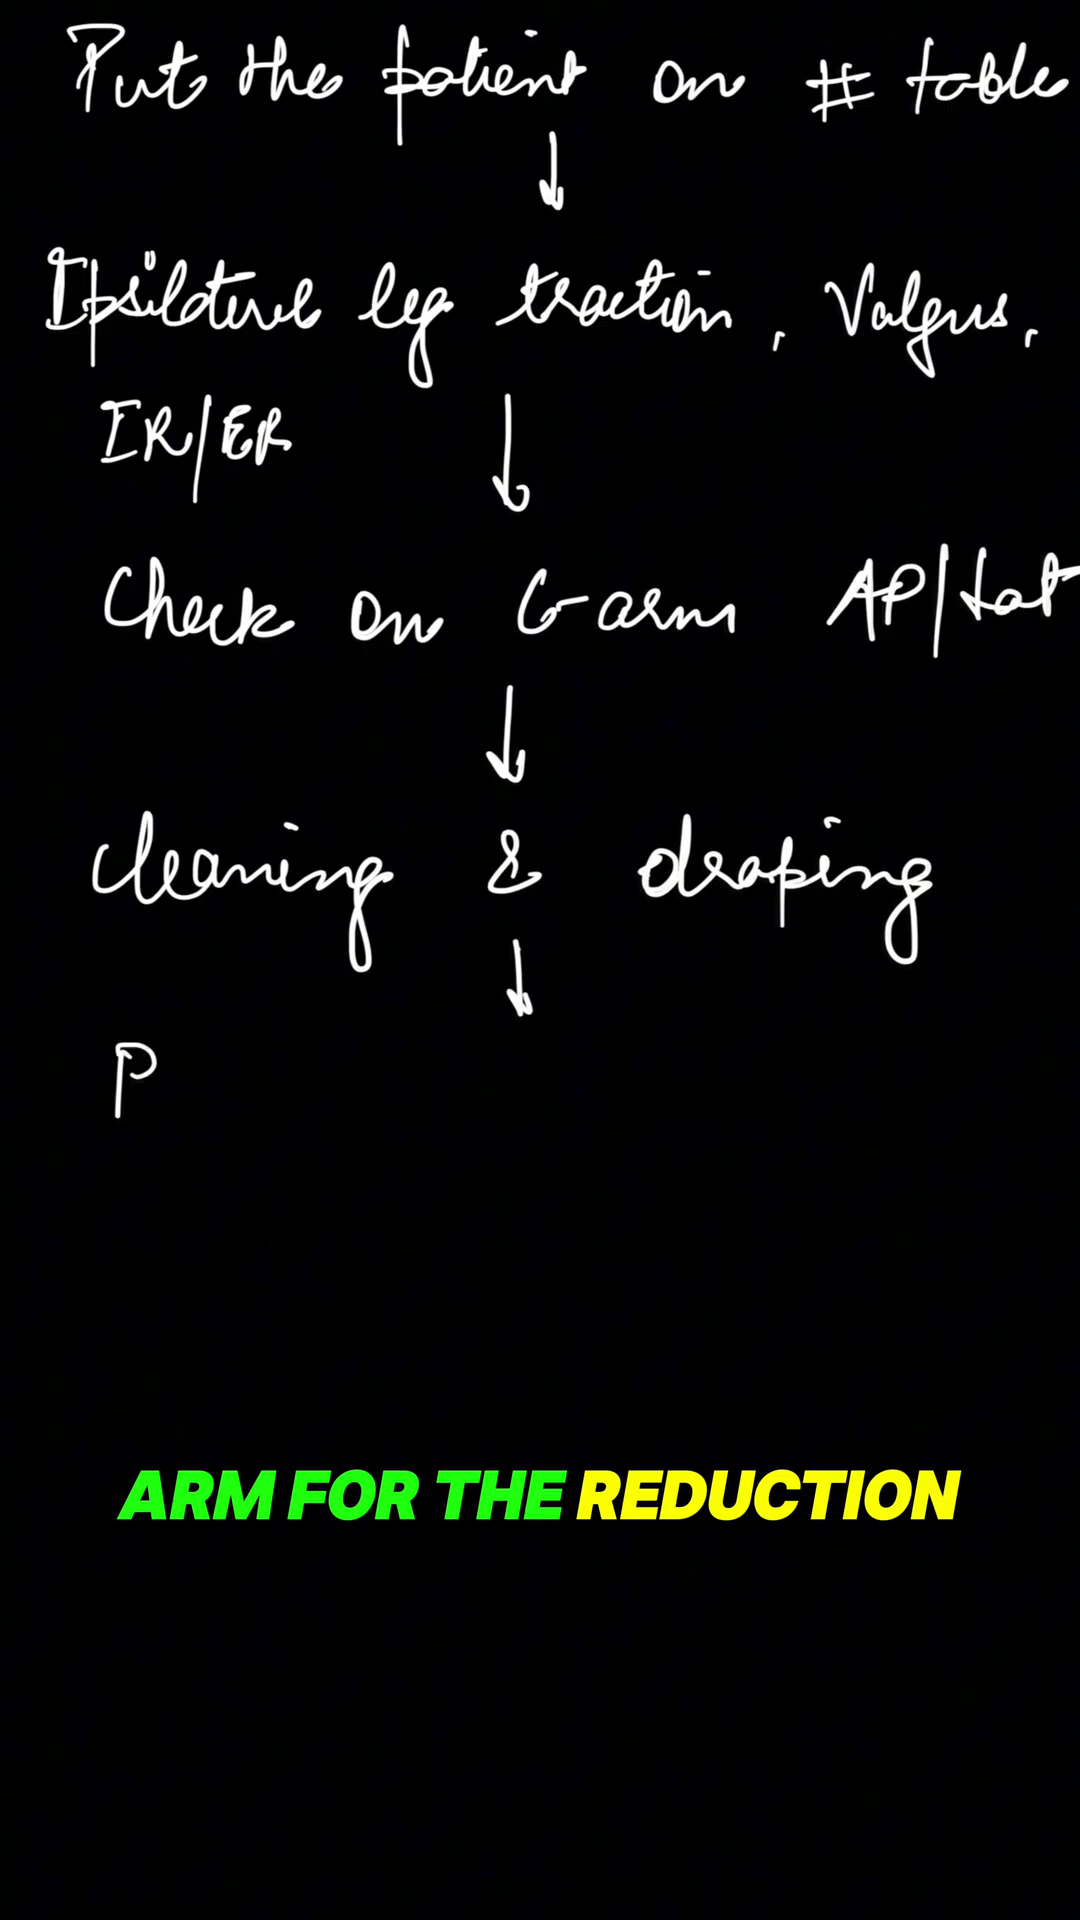 Put the patient on # table
↓
Ipsilateral leg traction, Valgus,
IR/ER
↓
Check on C-arm AP/Lat
↓
cleaning & draping
↓
P
ARM FOR THE REDUCTION